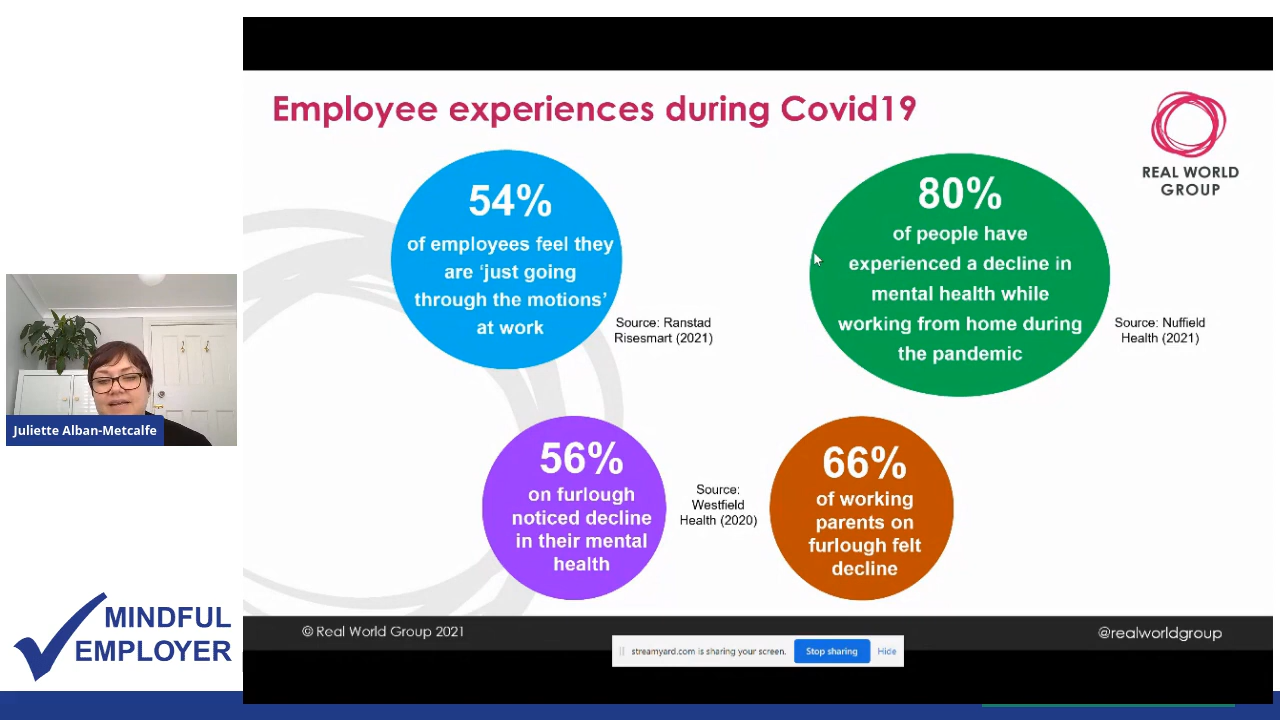 Employee experiences during Covid19
REAL WORLD
GROUP
54%
of employees feel they
are ‘just going
through the motions’
at work
Source: Ranstad
Risesmart (2021)
80%
of people have
experienced a decline in
mental health while
working from home during
the pandemic
Source: Nuffield
Health (2021)
Juliette Alban-Metcalfe
56%
on furlough
noticed decline
in their mental
health
Source:
Westfield
Health (2020)
66%
of working
parents on
furlough felt
decline
MINDFUL
EMPLOYER
© Real World Group 2021
@realworldgroup
streamyard.com is sharing your screen.
Stop sharing
Hide